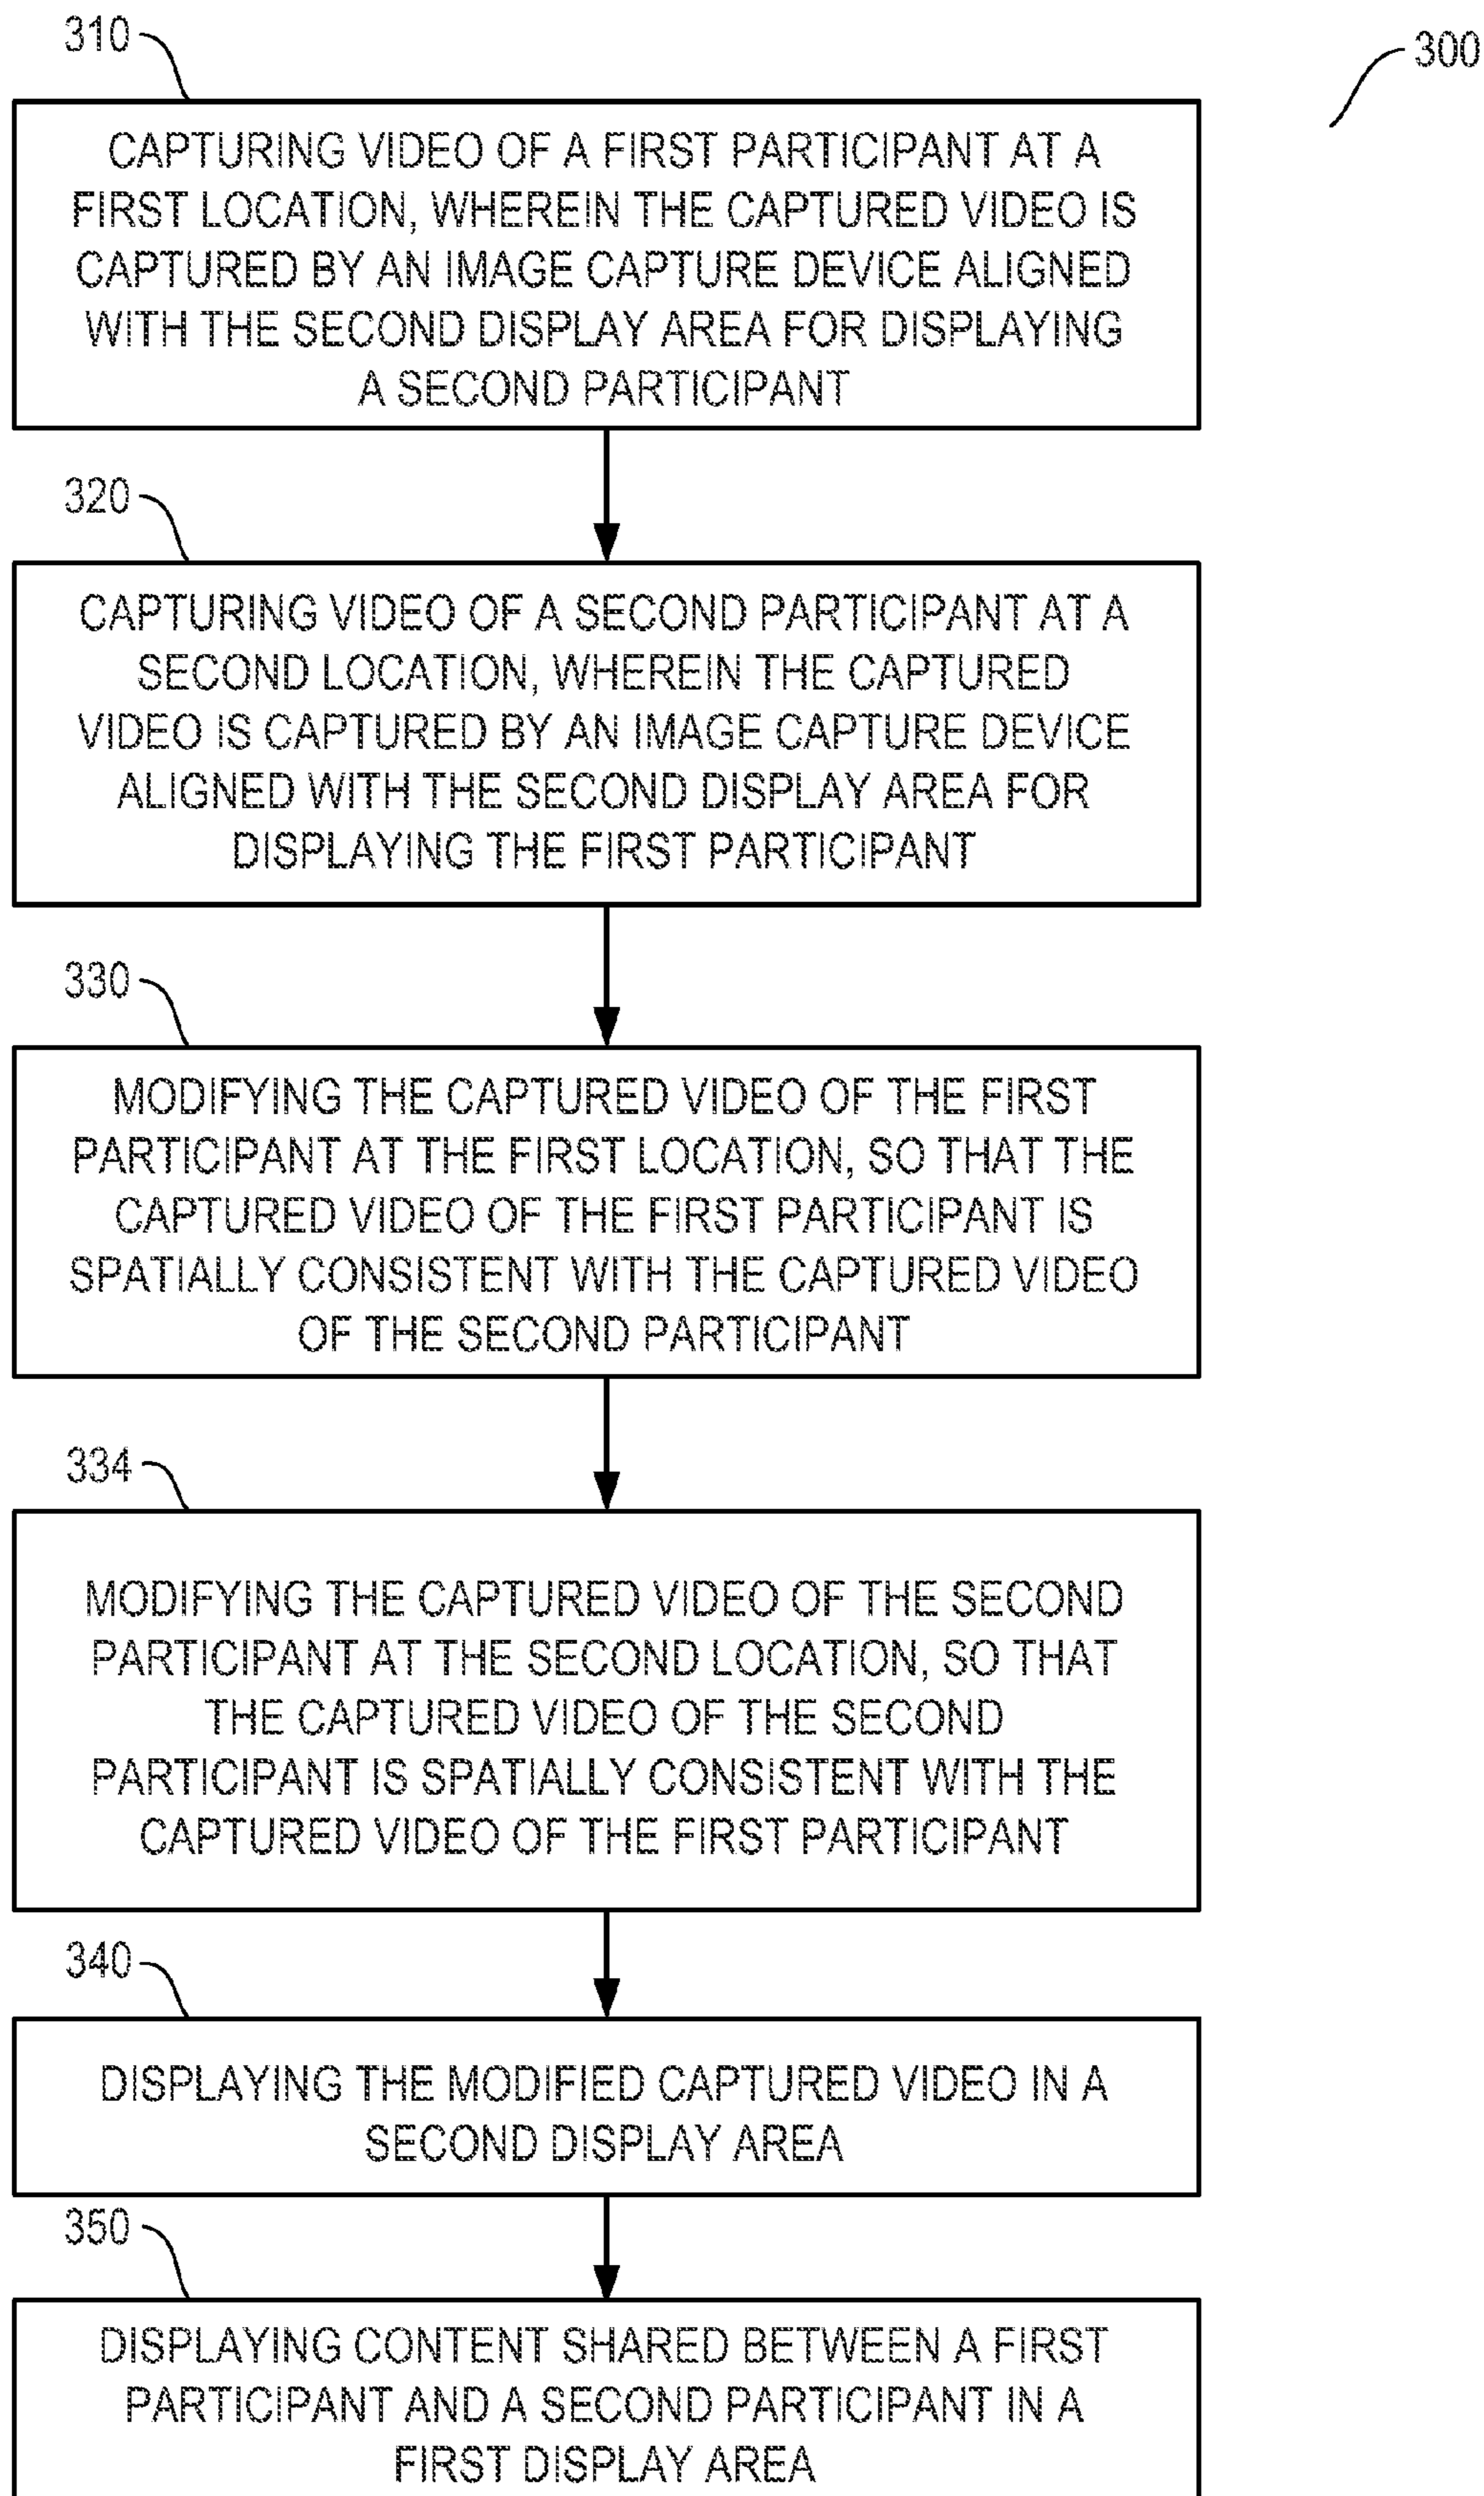 310
300
CAPTURING VIDEO OF A FIRST PARTICIPANT AT A
FIRST LOCATION, WHEREIN THE CAPTURED VIDEO IS
CAPTURED BY AN IMAGE CAPTURE DEVICE ALIGNED
WITH THE SECOND DISPLAY AREA FOR DISPLAYING
A SECOND PARTICIPANT
320
CAPTURING VIDEO OF A SECOND PARTICIPANT AT A
SECOND LOCATION, WHEREIN THE CAPTURED
VIDEO IS CAPTURED BY AN IMAGE CAPTURE DEVICE
ALIGNED WITH THE SECOND DISPLAY AREA FOR
DISPLAYING THE FIRST PARTICIPANT
330
MODIFYING THE CAPTURED VIDEO OF THE FIRST
PARTICIPANT AT THE FIRST LOCATION, SO THAT THE
CAPTURED VIDEO OF THE FIRST PARTICIPANT IS
SPATIALLY CONSISTENT WITH THE CAPTURED VIDEO
OF THE SECOND PARTICIPANT
334
MODIFYING THE CAPTURED VIDEO OF THE SECOND
PARTICIPANT AT THE SECOND LOCATION, SO THAT
THE CAPTURED VIDEO OF THE SECOND
PARTICIPANT IS SPATIALLY CONSISTENT WITH THE
CAPTURED VIDEO OF THE FIRST PARTICIPANT
340
DISPLAYING THE MODIFIED CAPTURED VIDEO IN A
SECOND DISPLAY AREA
350
DISPLAYING CONTENT SHARED BETWEEN A FIRST
PARTICIPANT AND A SECOND PARTICIPANT IN A
FIRST DISPLAY AREA